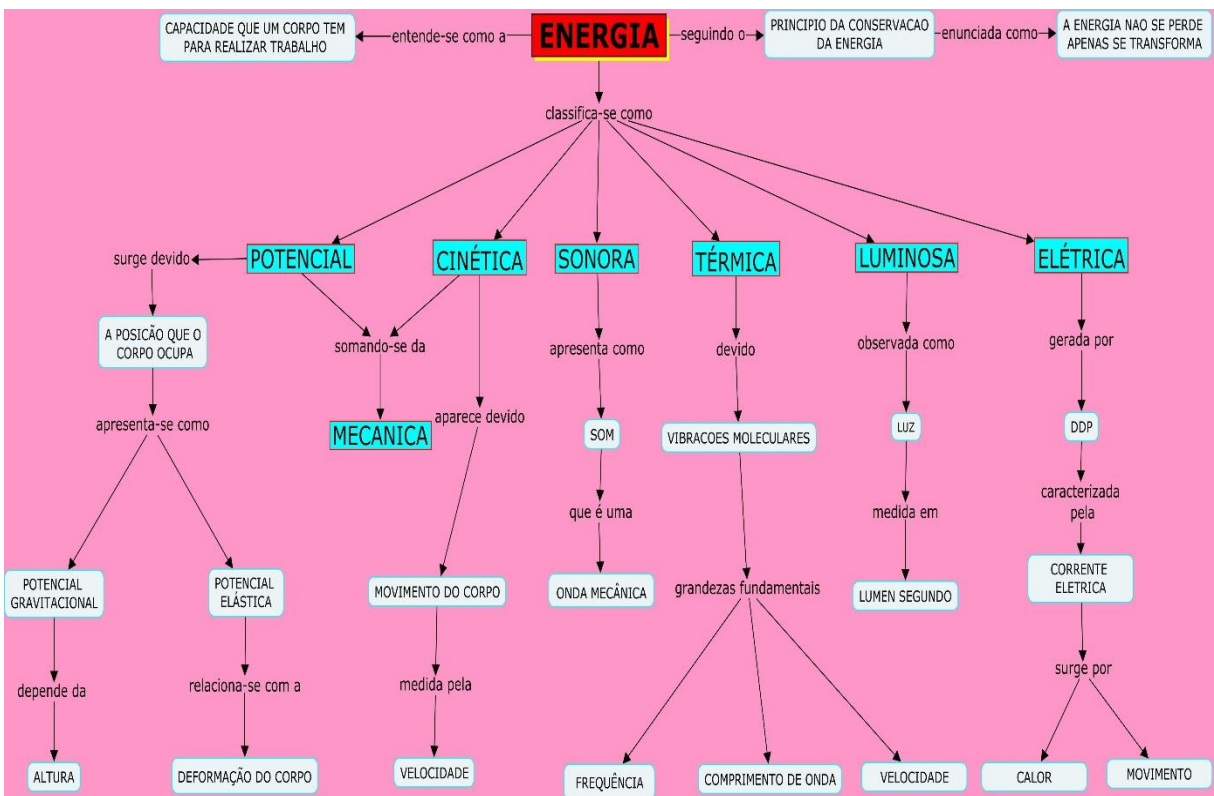 CAPACIDADE QUE UM CORPO TEM
PARA REALIZAR TRABALHO
entende-se como a
ENERGIA
seguindo o
PRINCIPIO DA CONSERVACAO
DA ENERGIA
enunciada como
A ENERGIA NAO SE PERDE
APENAS SE TRANSFORMA
classifica-se como
surge devido
POTENCIAL
CINÉTICA
SONORA
TÉRMICA
LUMINOSA
ELÉTRICA
A POSIÇÃO QUE O
CORPO OCUPA
somando-se da
apresenta como
devido
observada como
gerada por
apresenta-se como
MECANICA
aparece devido
SOM
VIBRACOES MOLECULARES
LUZ
DDP
que é uma
medida em
caracterizada
pela
POTENCIAL
GRAVITACIONAL
POTENCIAL
ELÁSTICA
MOVIMENTO DO CORPO
ONDA MECÂNICA
grandezas fundamentais
LUMEN SEGUNDO
CORRENTE
ELETRICA
depende da
relaciona-se com a
medida pela
surge por
ALTURA
DEFORMAÇÃO DO CORPO
VELOCIDADE
FREQUÊNCIA
COMPRIMENTO DE ONDA
VELOCIDADE
CALOR
MOVIMENTO